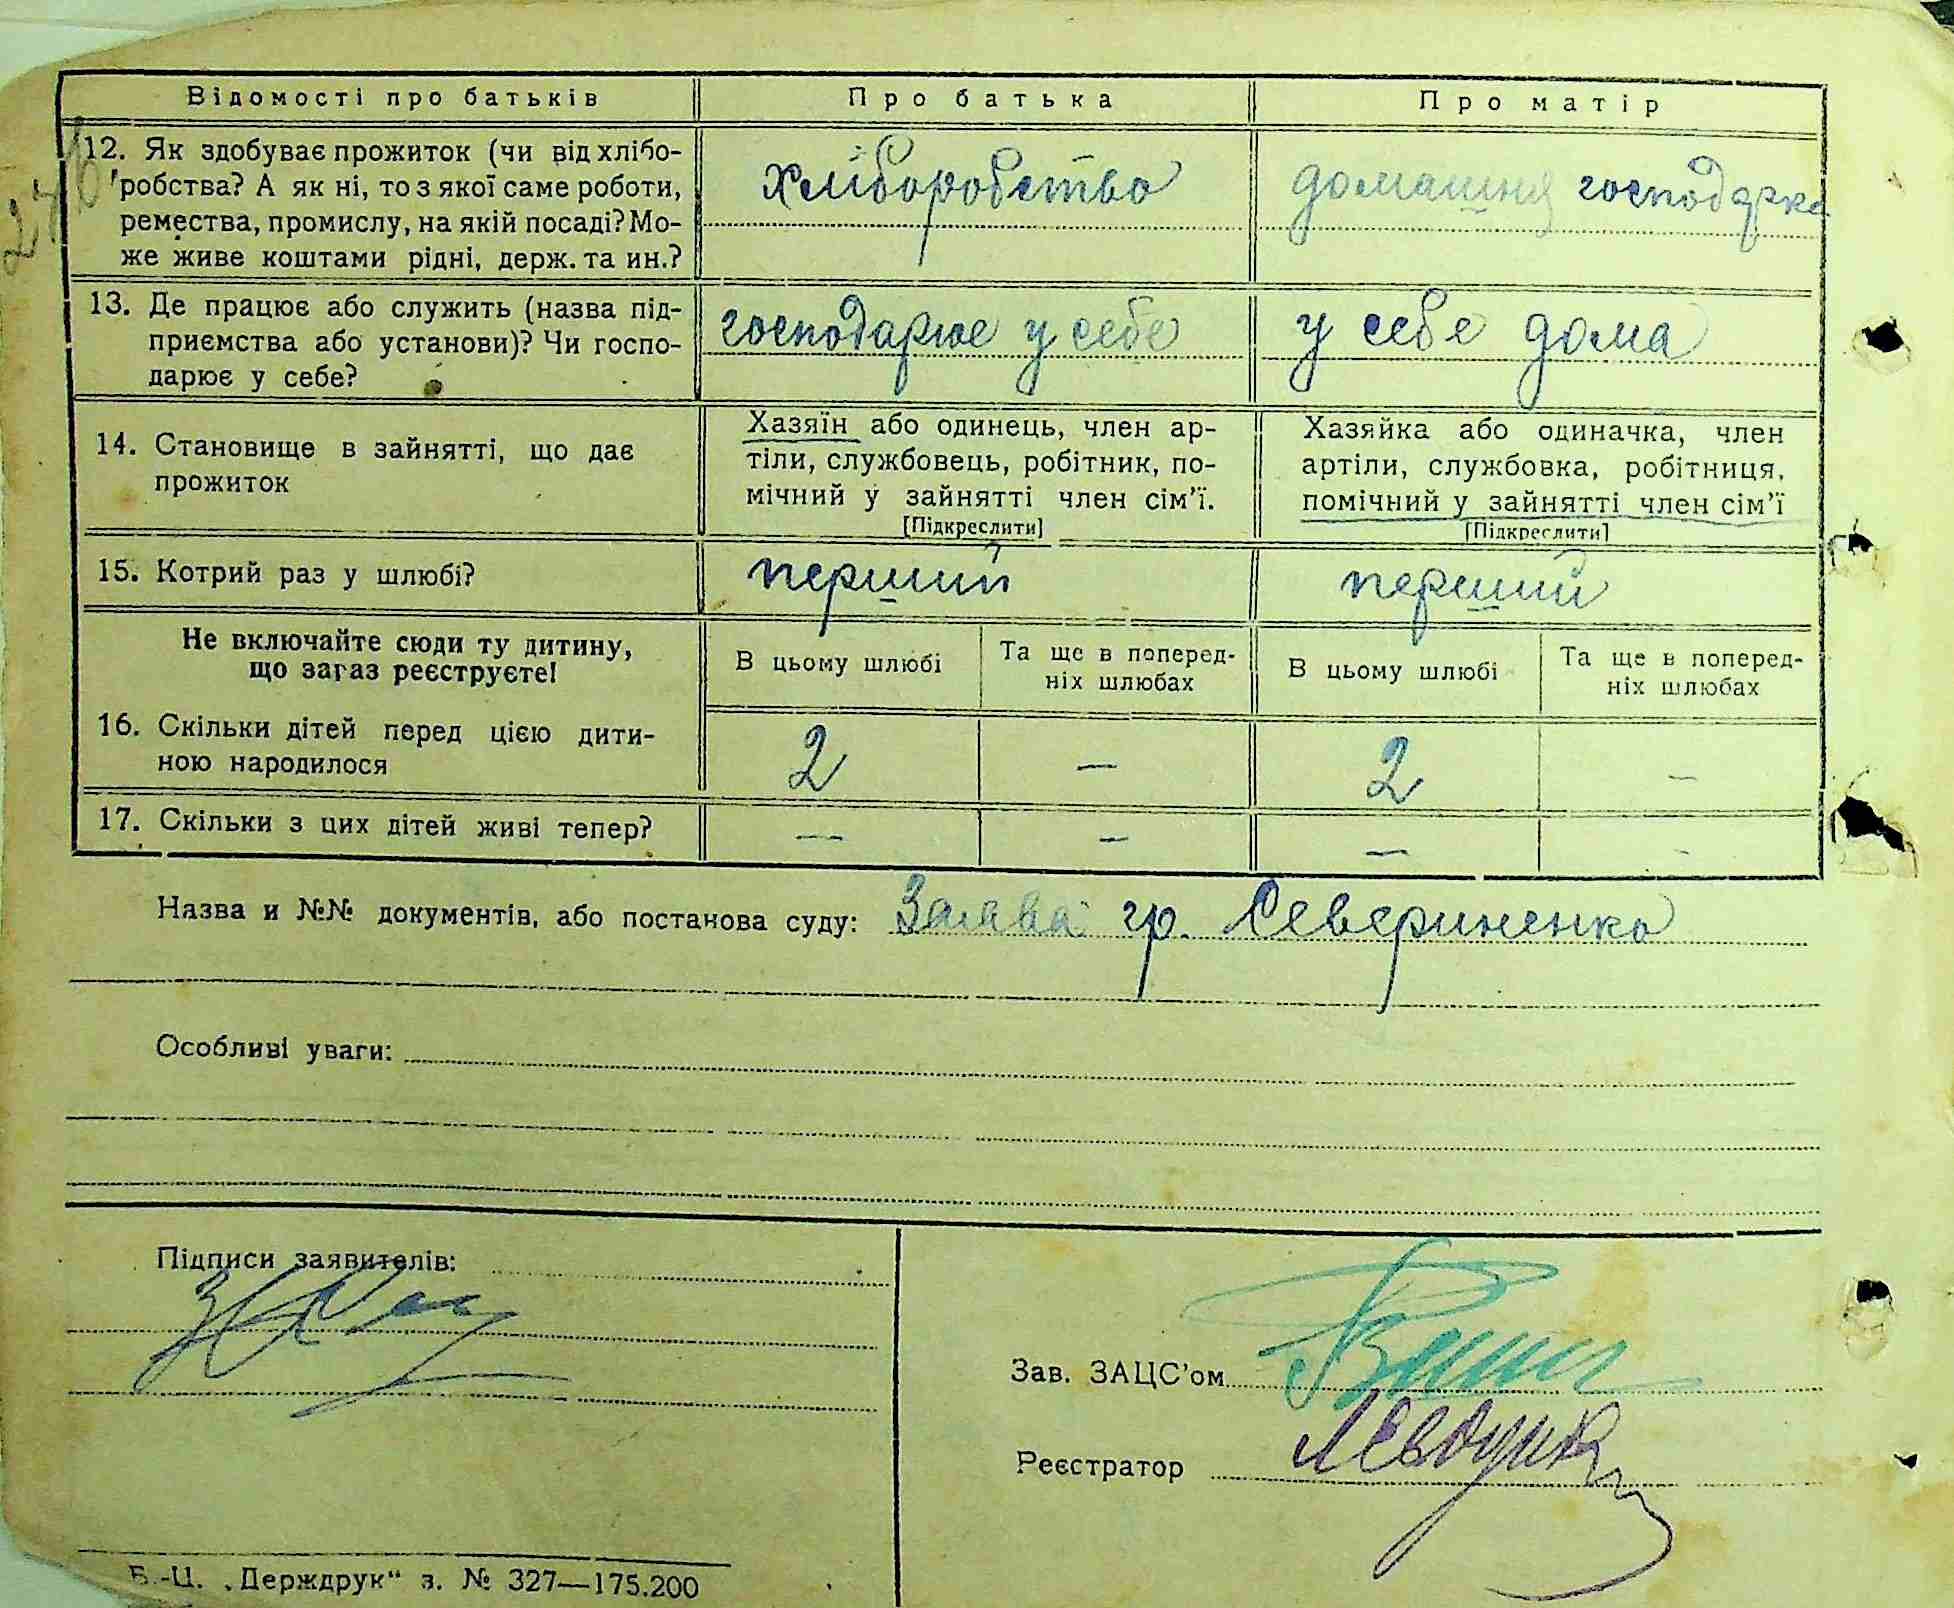 Відомості про батьків
Про батька
Про матір
12. Як здобуває прожиток (чи від хлібо-
робства? А як ні, то з якої саме роботи,
ремества, промислу, на якій посаді? Мо-
же живе коштами рідні, держ. та ин.?
хліборобство
домашня господарка
13. Де працює або служить (назва під-
приємства або установи)? Чи госпо-
дарює у себе?
господарює у себе
у себе дома
14. Становище в зайнятті, що дає
прожиток
Хазяїн або одинець, член ар-
тіли, службовець, робітник, по-
мічний у зайнятті член сім'ї.
[Підкреслити]
Хазяйка або одиначка, член
артіли, службовка, робітниця,
помічний у зайнятті член сім'ї
[Підкреслити]
15. Котрий раз у шлюбі?
перший
перший
Не включайте сюди ту дитину,
що зараз реєструєте!
В цьому шлюбі
Та ще в поперед-
ніх шлюбах
В цьому шлюбі
Та ще в поперед-
ніх шлюбах
16. Скільки дітей перед цією дити-
ною народилося
2
—
2
—
17. Скільки з цих дітей живі тепер?
—
—
—
-
Назва и №№ документів, або постанова суду: Заява гр. Севериненко
Особливі уваги:
Підписи заявителів:
Зав. ЗАЦС'ом
Реєстратор
Б.-Ц. „Держдрук" з. № 327—175.200